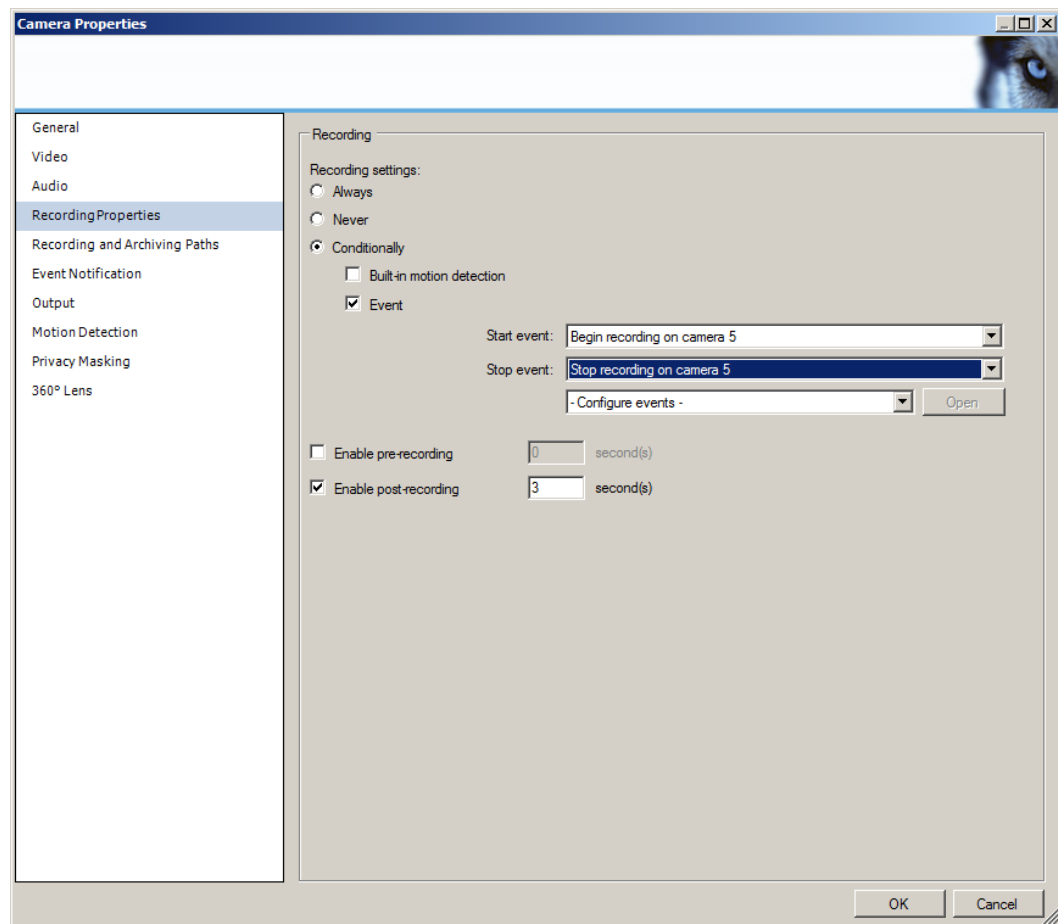 Camera Properties
General
Video
Audio
Recording Properties
Recording and Archiving Paths
Event Notification
Output
Motion Detection
Privacy Masking
360° Lens
Recording
Recording settings:
Always
Never
Conditionally
Built-in motion detection
Event
Start event: Begin recording on camera 5
Stop event: Stop recording on camera 5
- Configure events - Open
Enable pre-recording 0 second(s)
Enable post-recording 3 second(s)
OK Cancel